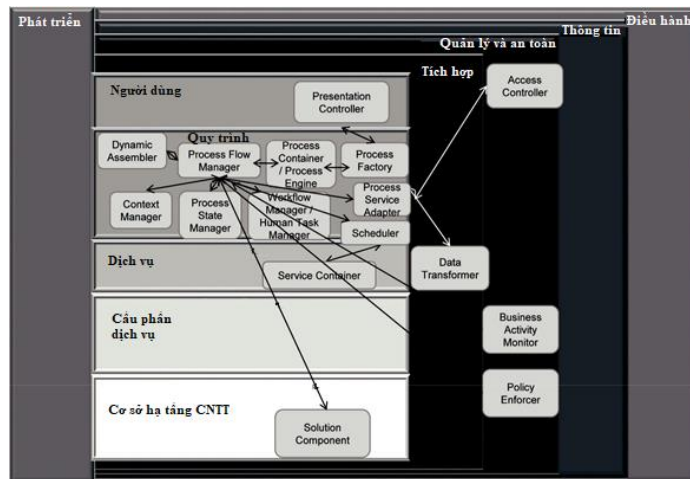 Phát triển
Điều hành
Thông tin
Quản lý và an toàn
Tích hợp
Người dùng
Presentation
Controller
Access
Controller
Quy trình
Dynamic
Assembler
Process Flow
Manager
Process
Container
/ Process
Engine
Process
Factory
Process
Service
Adapter
Context
Manager
Process
State
Manager
Workflow
Manager /
Human Task
Manager
Scheduler
Dịch vụ
Service Container
Data
Transformer
Cấu phần
dịch vụ
Business
Activity
Monitor
Policy
Enforcer
Cơ sở hạ tầng CNTT
Solution
Component